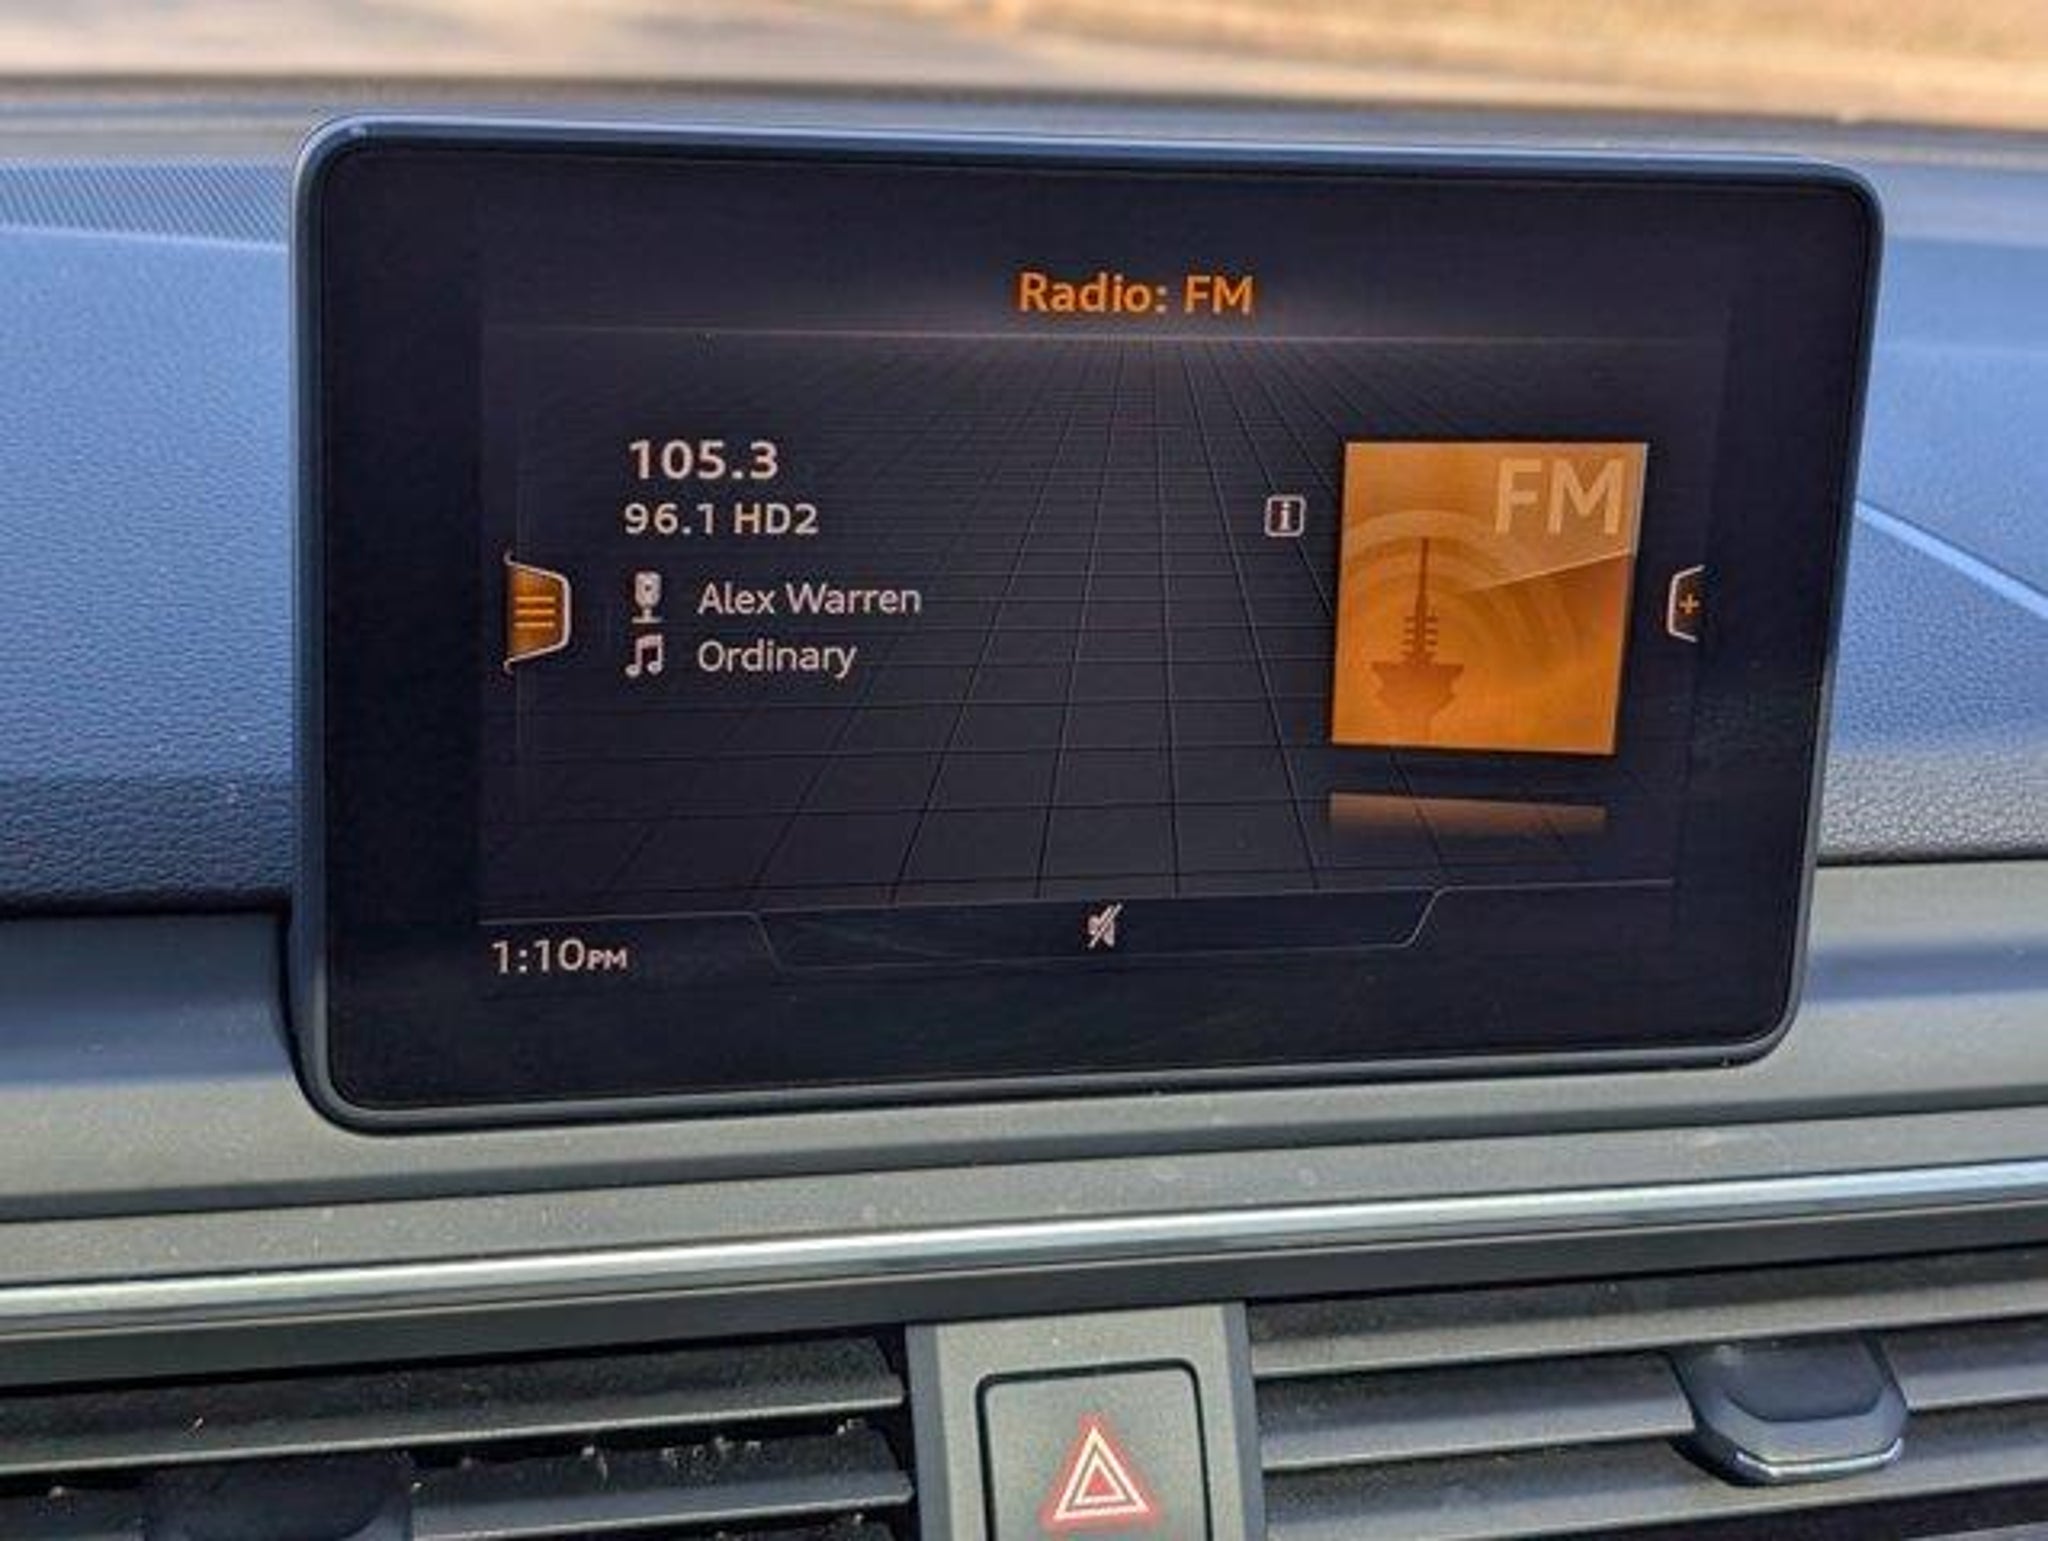 Radio: FM
105.3
96.1 HD2
FM
Alex Warren
Ordinary
1:10PM